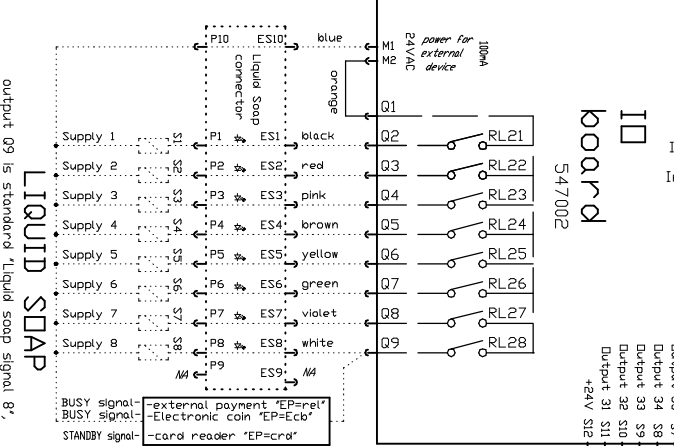 P10 ES10 blue M1
M2
24VAC
power for
external
device
100mA
Liquid Soap
connector
orange
Q1
Supply 1 S1 P1 ES1 black Q2 RL21
Supply 2 S2 P2 ES2 red Q3 RL22
Supply 3 S3 P3 ES3 pink Q4 RL23
Supply 4 S4 P4 ES4 brown Q5 RL24
Supply 5 S5 P5 ES5 yellow Q6 RL25
Supply 6 S6 P6 ES6 green Q7 RL26
Supply 7 S7 P7 ES7 violet Q8 RL27
Supply 8 S8 P8 ES8 white Q9 RL28
NA P9 ES9 NA
IO
board
547002
LIQUID SOAP
output Q9 is standard "Liquid soap signal 8",
BUSY signal- -external payment "EP=rel"
BUSY signal- -Electronic coin "EP=Ecb"
STANDBY signal- -card reader "EP=crd"
Output 34 S8
Output 33 S9
Output 32 S10
Output 31 S11
+24V S12